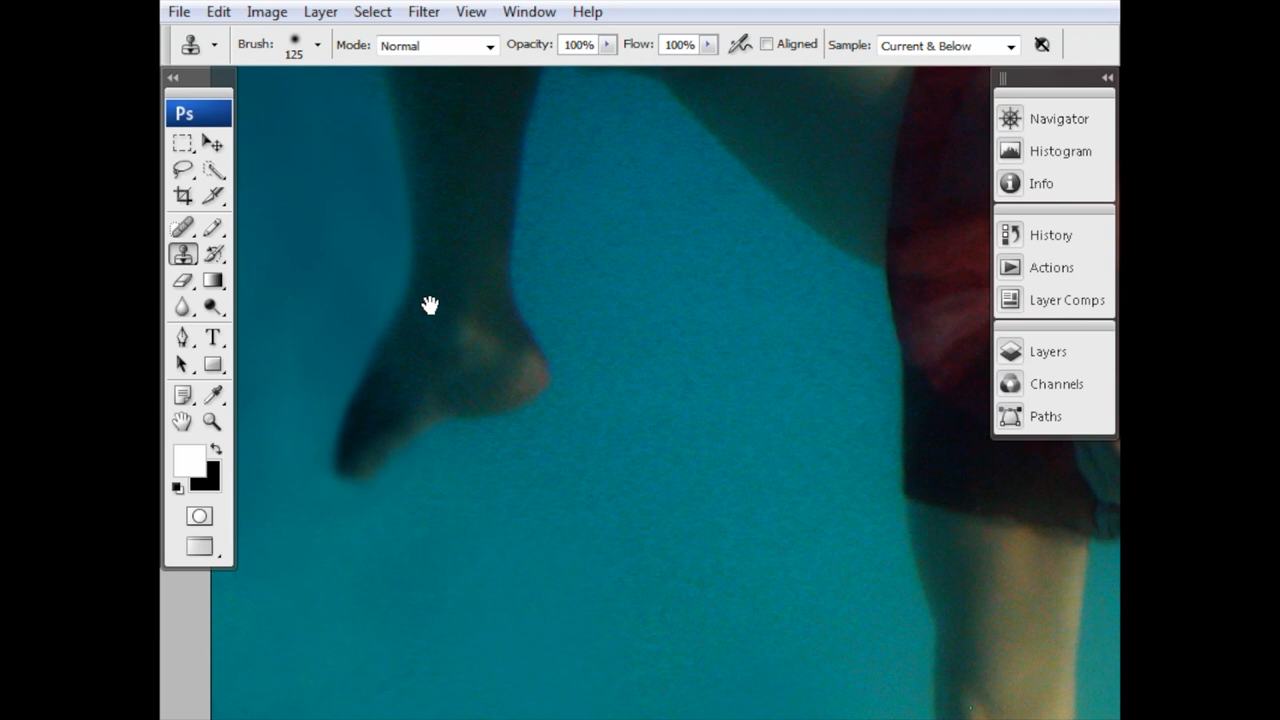 File Edit Image Layer Select Filter View Window Help
Brush: 125 Mode: Normal Opacity: 100% Flow: 100% Aligned Sample: Current & Below
Ps
T
Navigator
Histogram
Info
History
Actions
Layer Comps
Layers
Channels
Paths